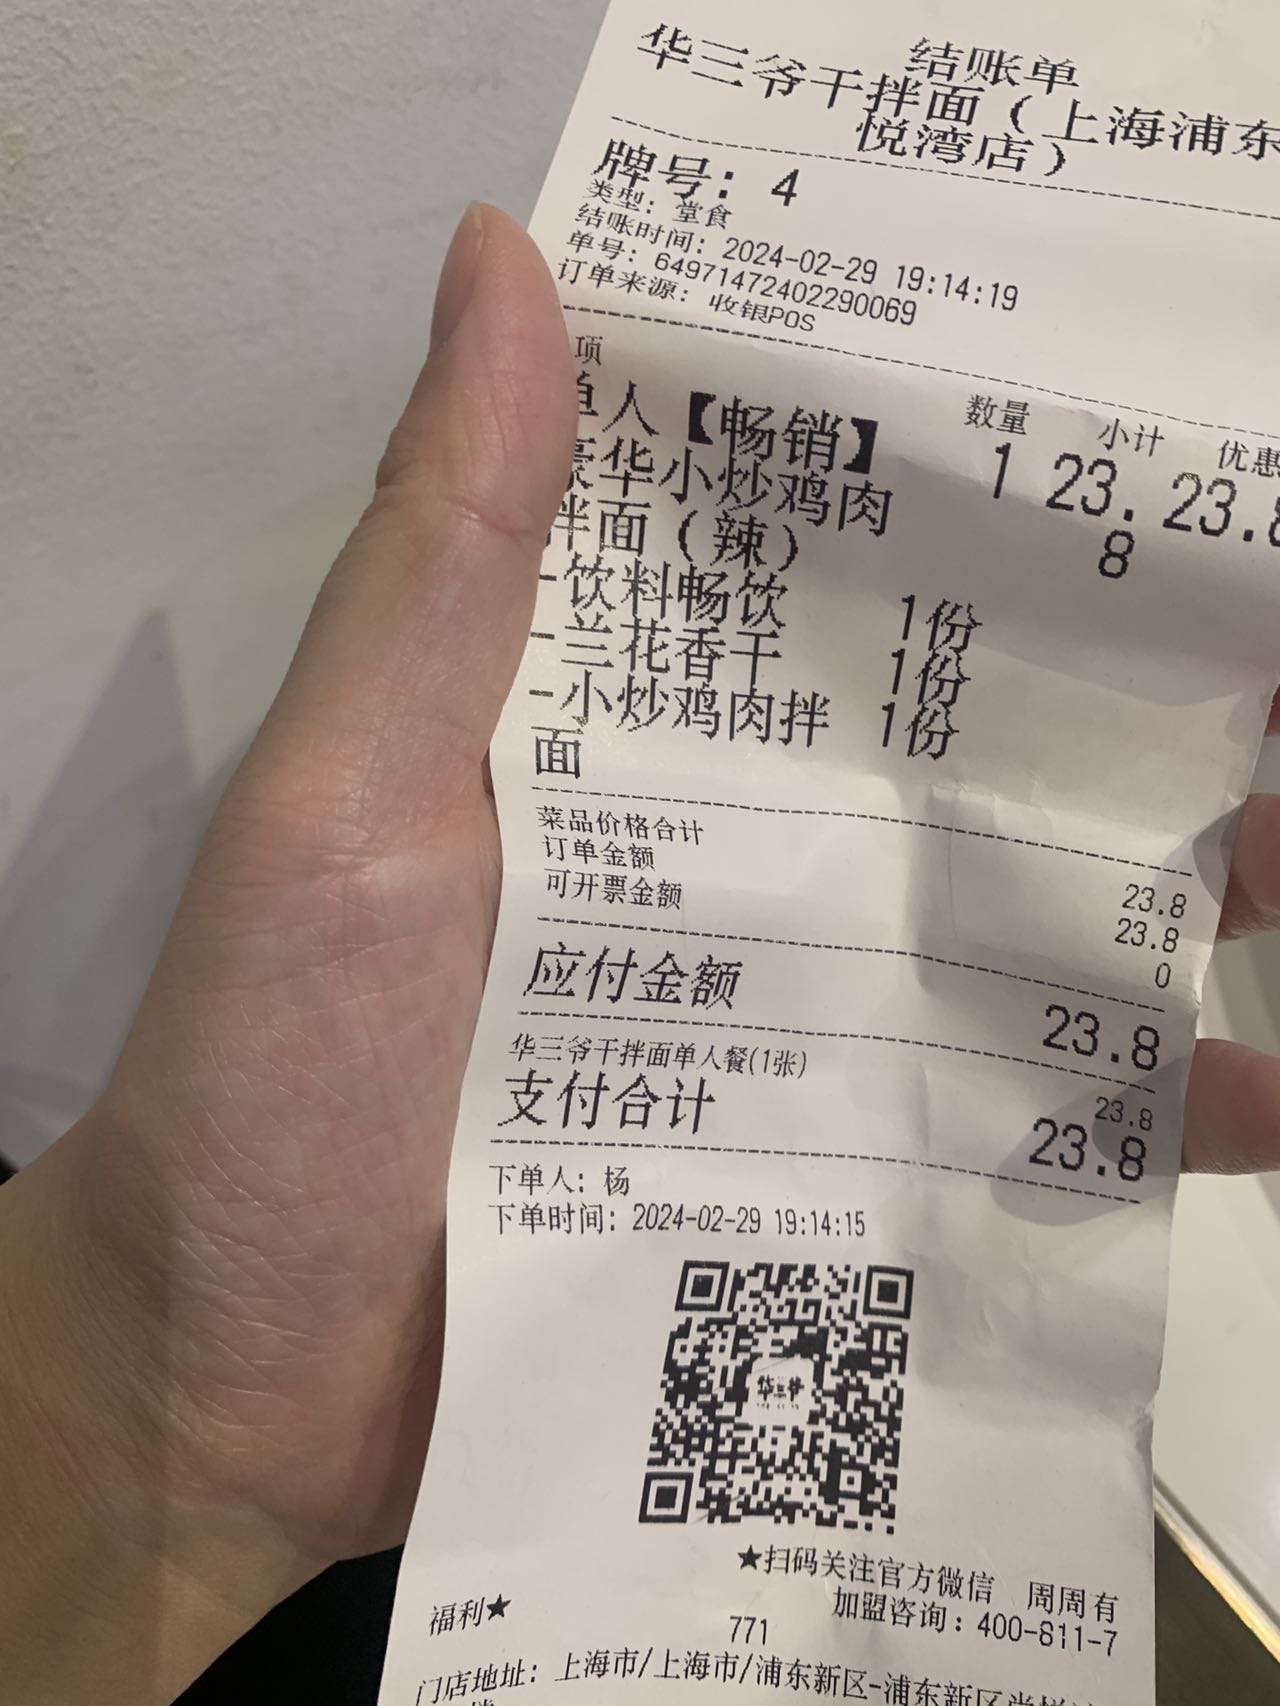 结账单
华三爷干拌面（上海浦东
悦湾店）
牌号：4
类型：堂食
结账时间：2024-02-29 19:14:19
单号：64971472402290069
订单来源：收银POS
项 数量 小计 优惠
单人【畅销】 1 23. 23.8
豪华小炒鸡肉 8
拌面（辣）
-饮料畅饮 1份
-兰花香干 1份
-小炒鸡肉拌 1份
面
菜品价格合计 23.8
订单金额 23.8
可开票金额 0
应付金额 23.8
华三爷干拌面单人餐(1张) 23.8
支付合计 23.8
下单人：杨
下单时间：2024-02-29 19:14:15
华三爷
★扫码关注官方微信 周周有
福利★
加盟咨询：400-811-7
771
门店地址：上海市/上海市/浦东新区-浦东新区